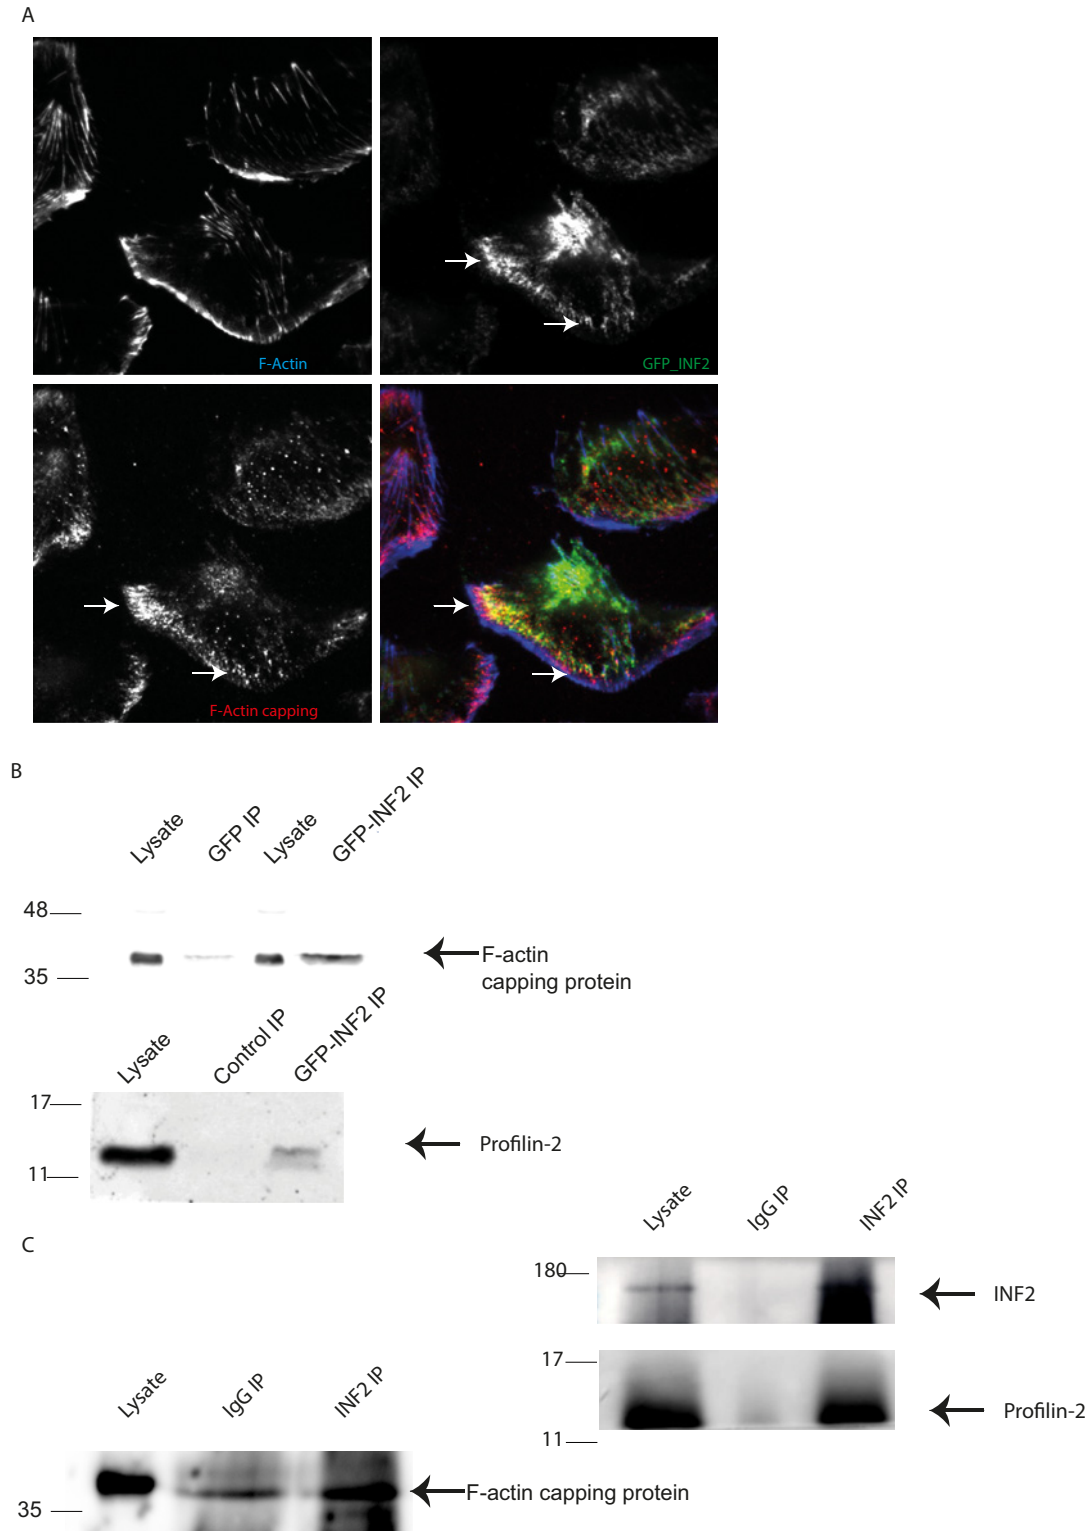 A
F-Actin
GFP_INF2
F-Actin capping
B
Lysate
GFP IP
Lysate
GFP-INF2 IP
48
F-actin
capping protein
35
Lysate
Control IP
GFP-INF2 IP
17
Profilin-2
11
C
Lysate
IgG IP
INF2 IP
180
INF2
17
Profilin-2
11
Lysate
IgG IP
INF2 IP
F-actin capping protein
35